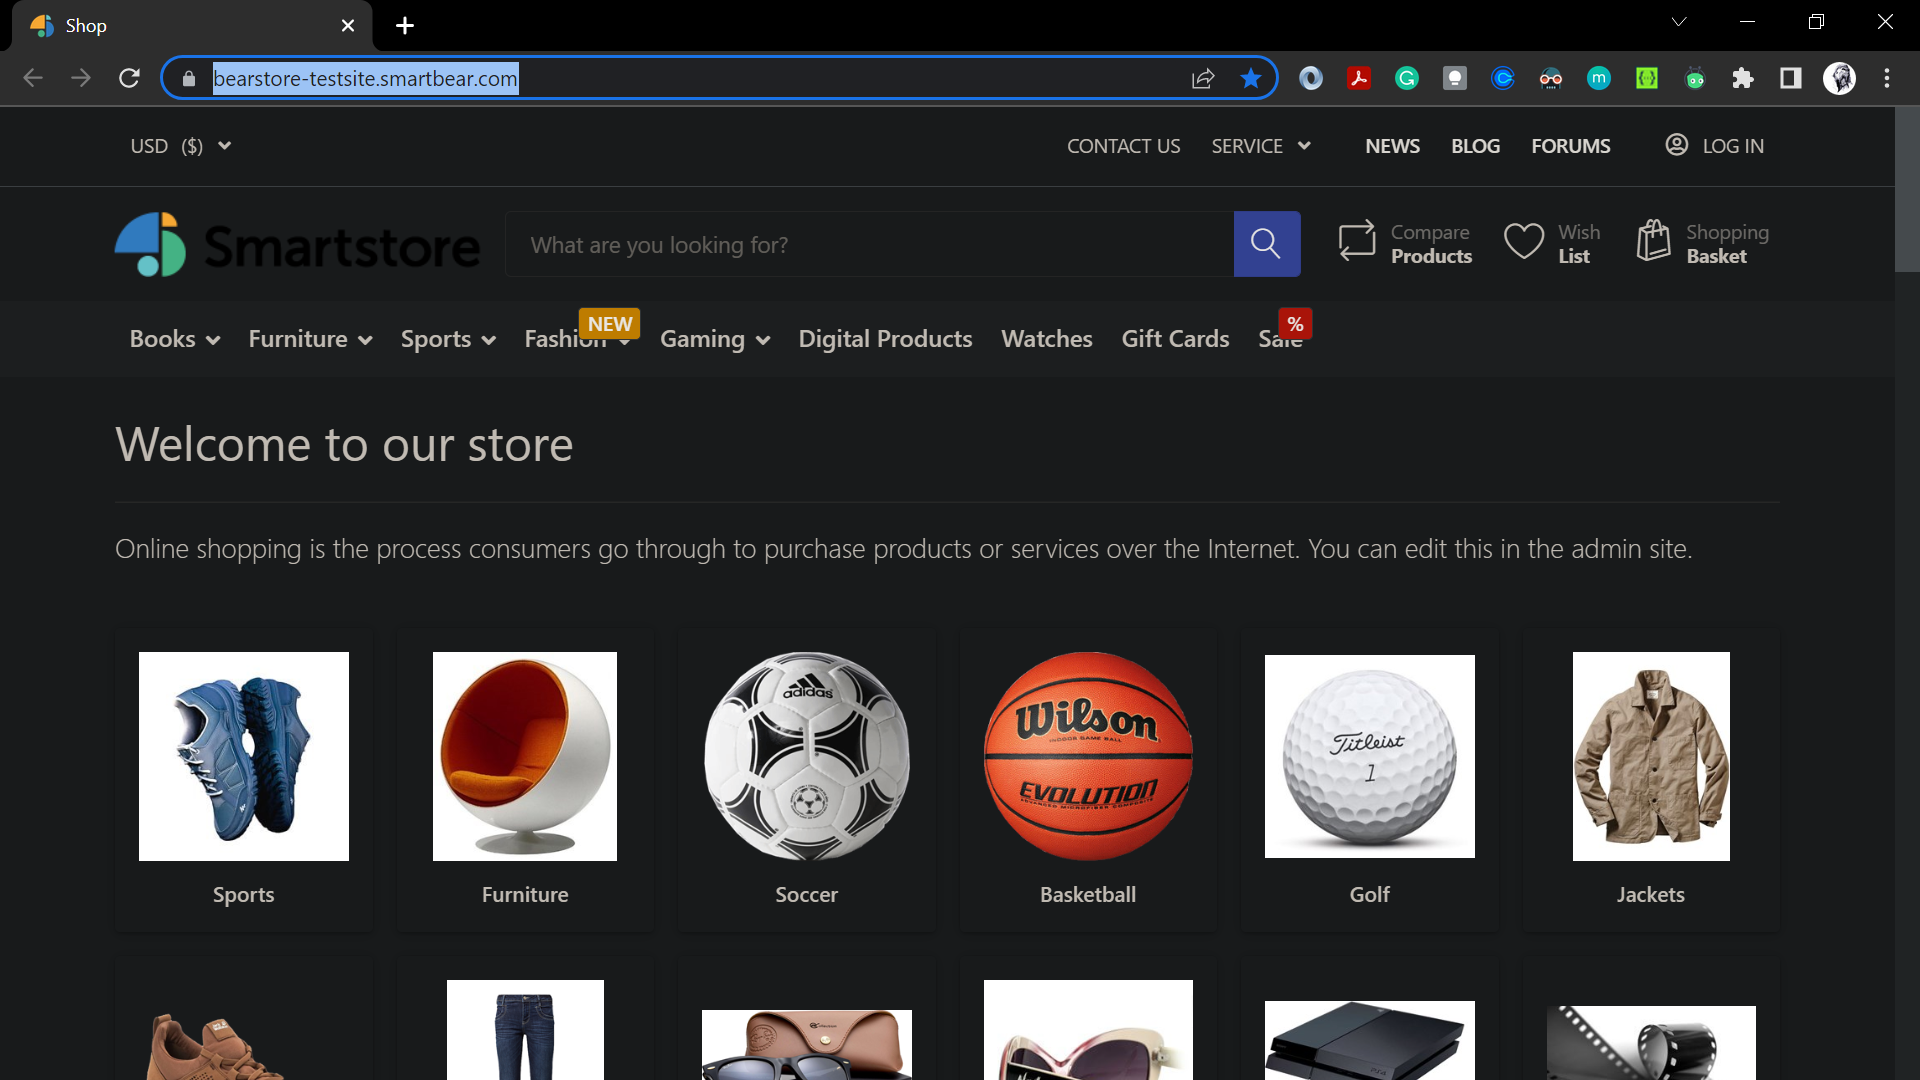 Shop
bearstore-testsite.smartbear.com
USD ($)
CONTACT US
SERVICE
NEWS
BLOG
FORUMS
LOG IN
Smartstore
What are you looking for?
Compare
Products
Wish
List
Shopping
Basket
NEW
%
Books
Furniture
Sports
Fashion
Gaming
Digital Products
Watches
Gift Cards
Sale
Welcome to our store
Online shopping is the process consumers go through to purchase products or services over the Internet. You can edit this in the admin site.
adidas
Wilson
INDOOR GAME BALL
EVOLUTION
ADVANCED MICROFIBER COMPOSITE
Titleist
1
Sports
Furniture
Soccer
Basketball
Golf
Jackets